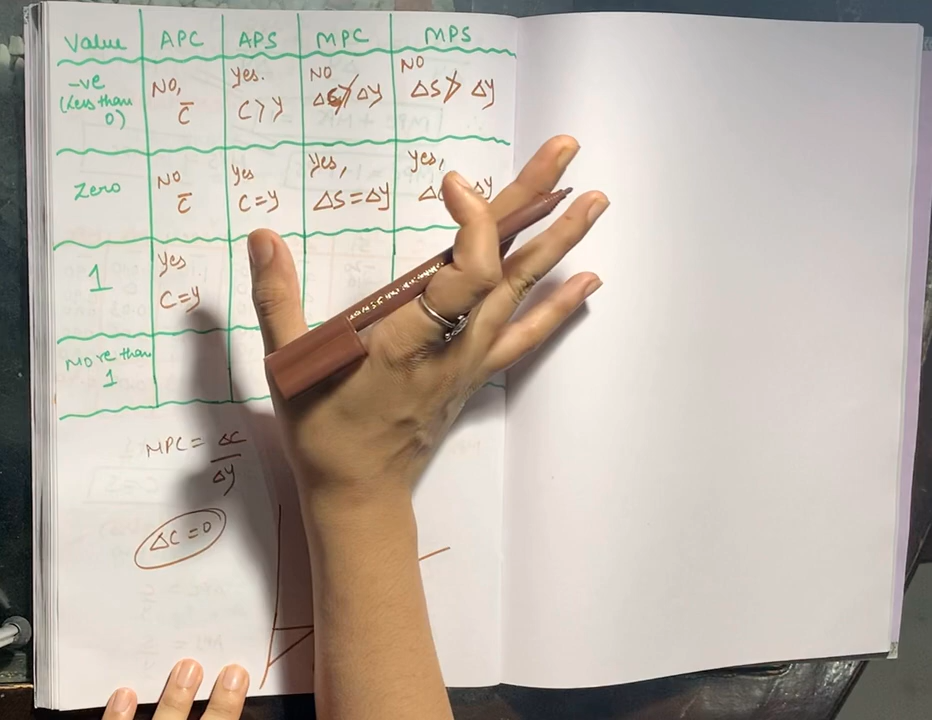 Value APC APS MPC MPS
-ve (Less than 0)
NO, C̅
Yes. C > Y
NO ΔS ≯ ΔY
NO ΔS ≯ ΔY
Zero
NO C̅
Yes C = Y
Yes, ΔS = ΔY
Yes, ΔY
1
Yes C = Y
More than 1
MPC = ΔC/ΔY
ΔC = 0